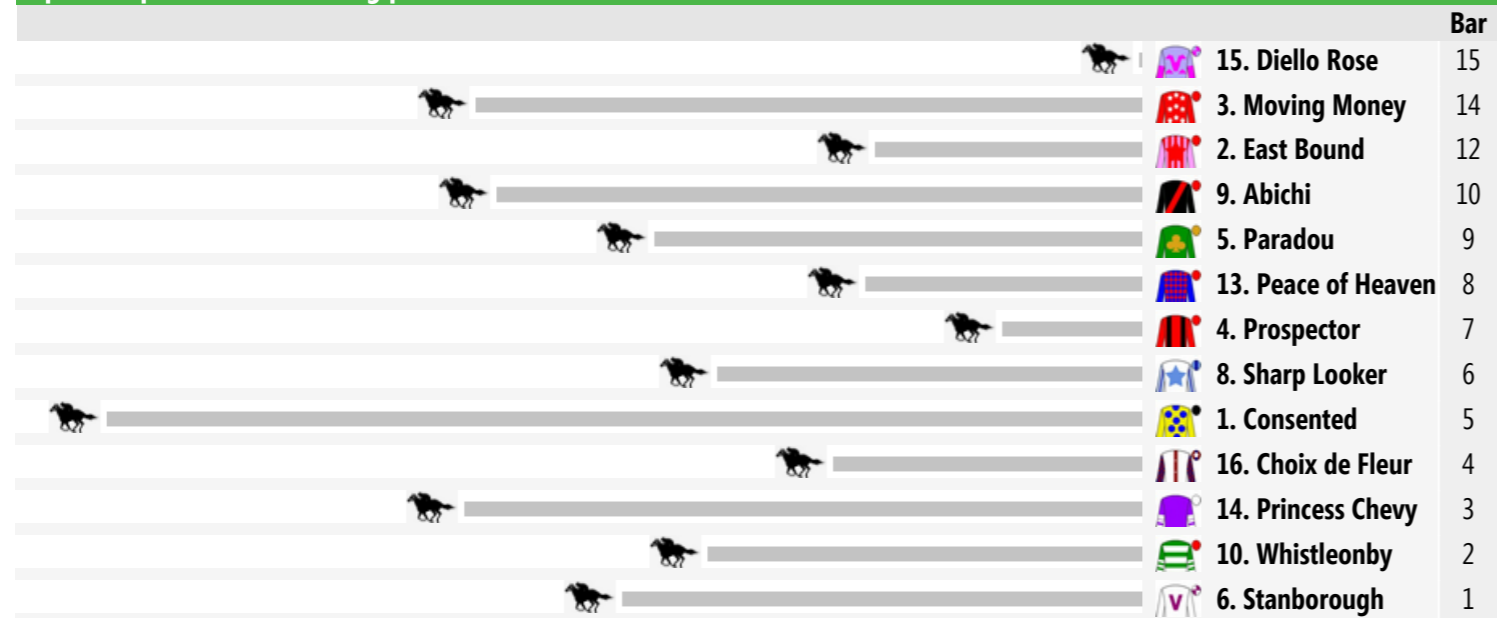 Bar
15. Diello Rose 15
3. Moving Money 14
2. East Bound 12
9. Abichi 10
5. Paradou 9
13. Peace of Heaven 8
4. Prospector 7
8. Sharp Looker 6
1. Consented 5
16. Choix de Fleur 4
14. Princess Chevy 3
10. Whistleonby 2
V 6. Stanborough 1